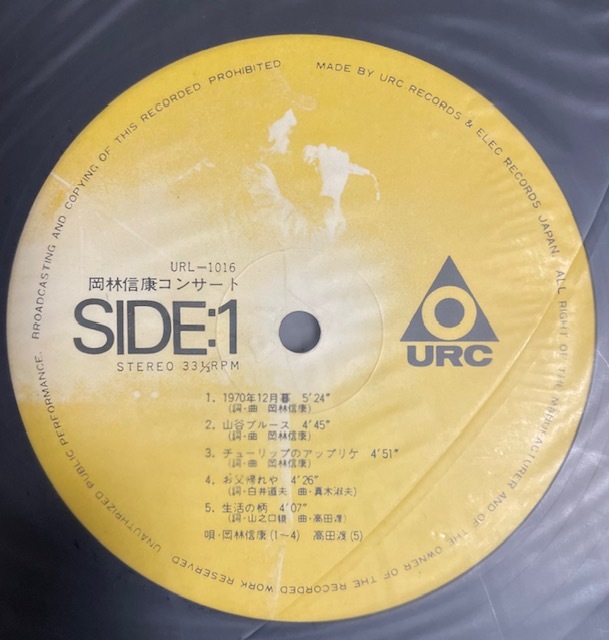 UNAUTHORIZED PUBLIC PERFORMANCE. BROADCASTING AND COPYING OF THIS RECORDED PROHIBITED
MADE BY URC RECORDS & ELEC RECORDS JAPAN. ALL RIGHT OF THE MANUFACTURER AND OF THE OWNER OF THE RECORDED WORK RESERVED
URL-1016
岡林信康コンサート
SIDE:1
STEREO 33⅓RPM
URC
1. 1970年12月暮 5'24"
(詞・曲 岡林信康)
2. 山谷ブルース 4'45"
(詞・曲 岡林信康)
3. チューリップのアップリケ 4'51"
(詞・曲 岡林信康)
4. お父帰れや 4'26"
(詞・白井道夫 曲・真木淑夫)
5. 生活の柄 4'07"
(詞・山之口貘 曲・高田渡)
唄・岡林信康(1〜4) 高田渡(5)